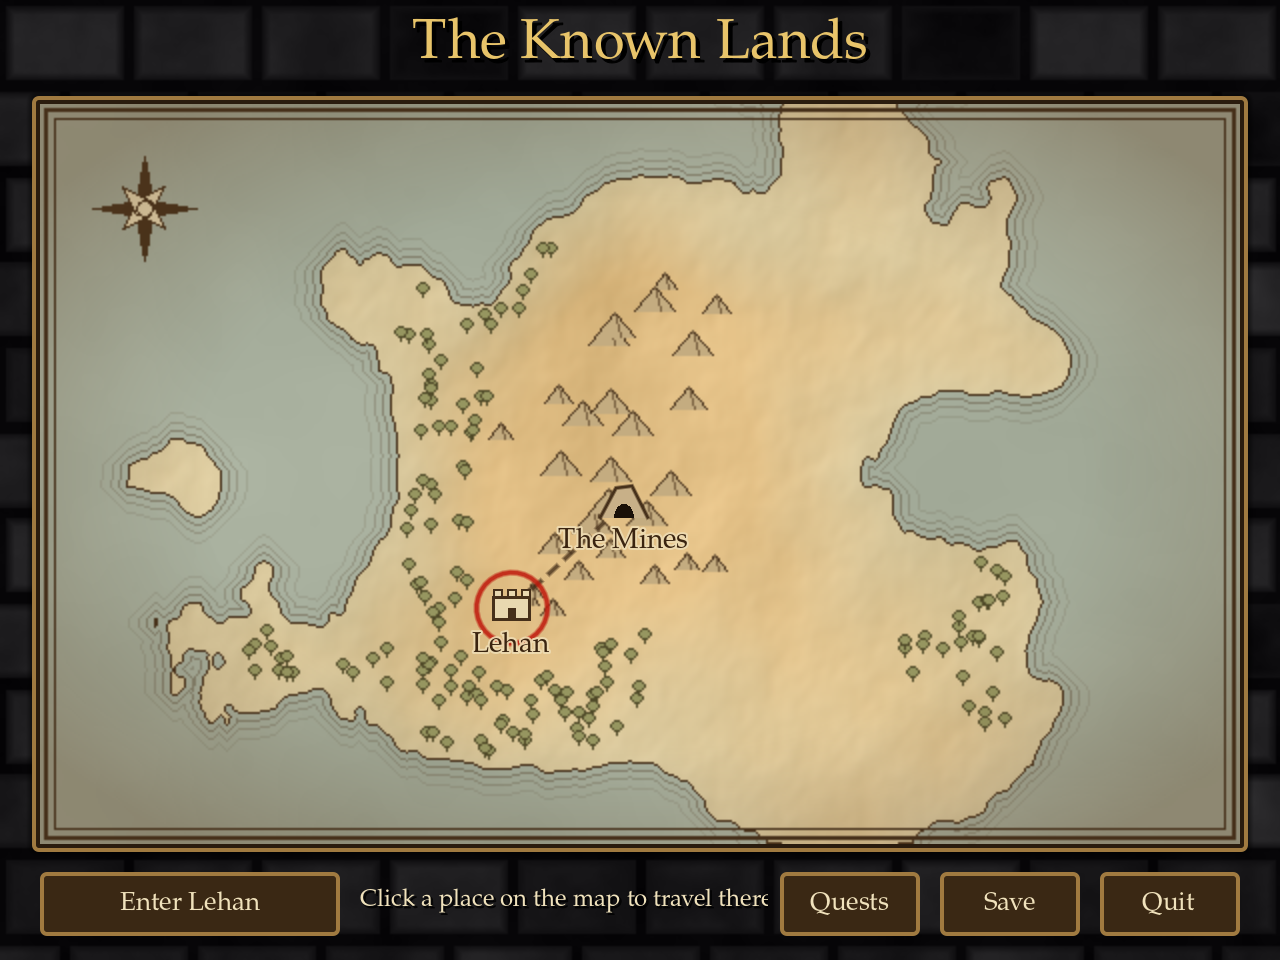 The Known Lands
The Mines
Lehan
Enter Lehan
Click a place on the map to travel there
Quests
Save
Quit